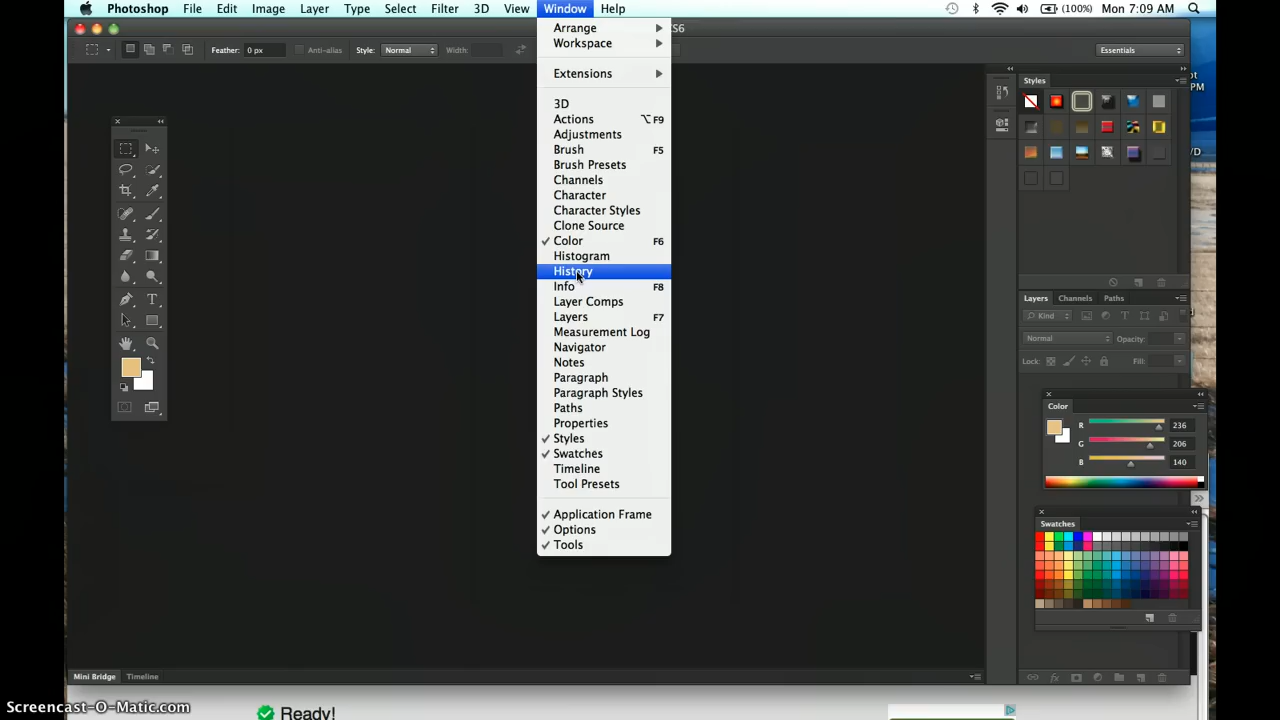 Photoshop File Edit Image Layer Type Select Filter 3D View Window Help (100%) Mon 7:09 AM
S6
Feather: 0 px Anti-alias Style: Normal Width: Essentials
Arrange
Workspace
Extensions
3D
Actions ⌥F9
Adjustments
Brush F5
Brush Presets
Channels
Character
Character Styles
Clone Source
✓ Color F6
Histogram
History
Info F8
Layer Comps
Layers F7
Measurement Log
Navigator
Notes
Paragraph
Paragraph Styles
Paths
Properties
✓ Styles
✓ Swatches
Timeline
Tool Presets
✓ Application Frame
✓ Options
✓ Tools
Styles
Layers Channels Paths
Kind
Normal Opacity:
Lock: Fill:
Color
R 236
G 206
B 140
Swatches
ot
PM
/D
Mini Bridge Timeline
Screencast-O-Matic.com
Ready!